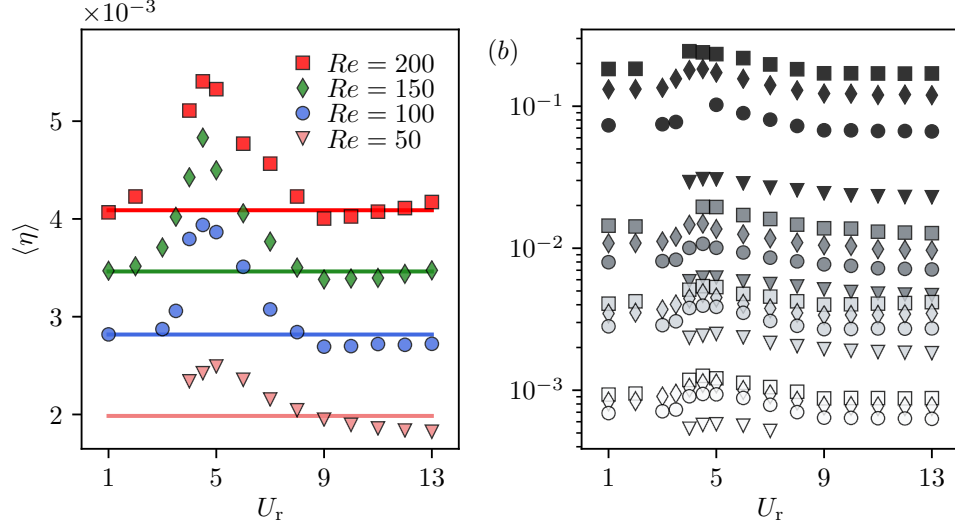 ×10⁻³
Re = 200
Re = 150
Re = 100
Re = 50
5
4
3
2
⟨η⟩
1 5 9 13
U_r
(b)
10⁻¹
10⁻²
10⁻³
1 5 9 13
U_r